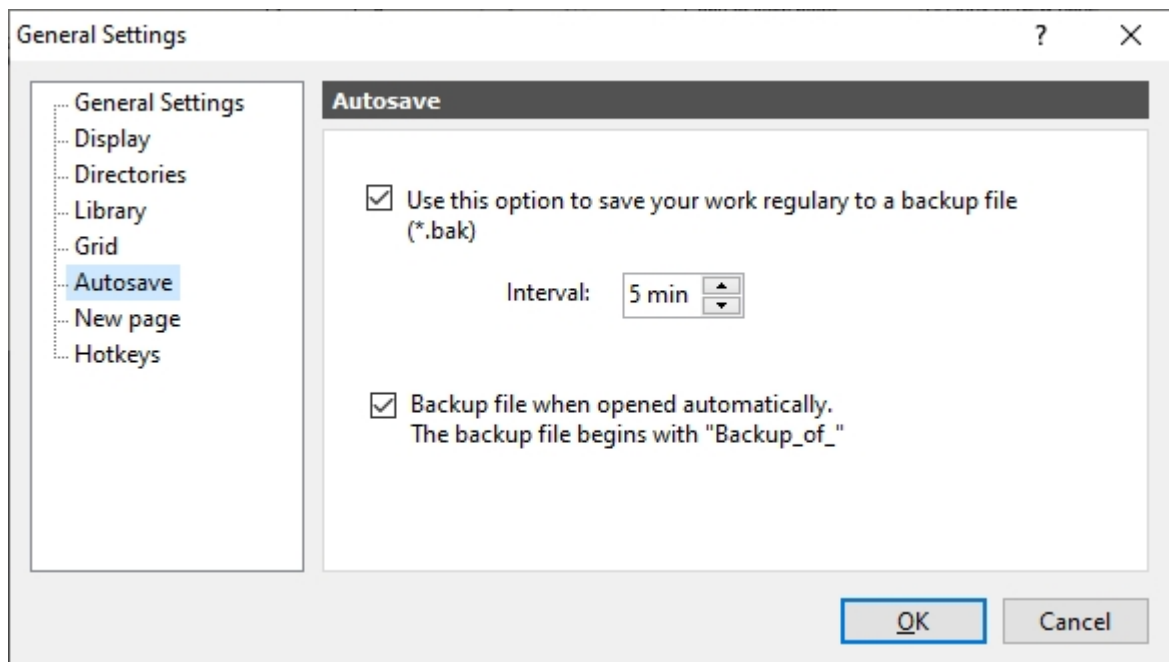 General Settings
?
General Settings
Display
Directories
Library
Grid
Autosave
New page
Hotkeys
Autosave
Use this option to save your work regulary to a backup file
(*.bak)
Interval:
5 min
Backup file when opened automatically.
The backup file begins with "Backup_of_"
OK
Cancel